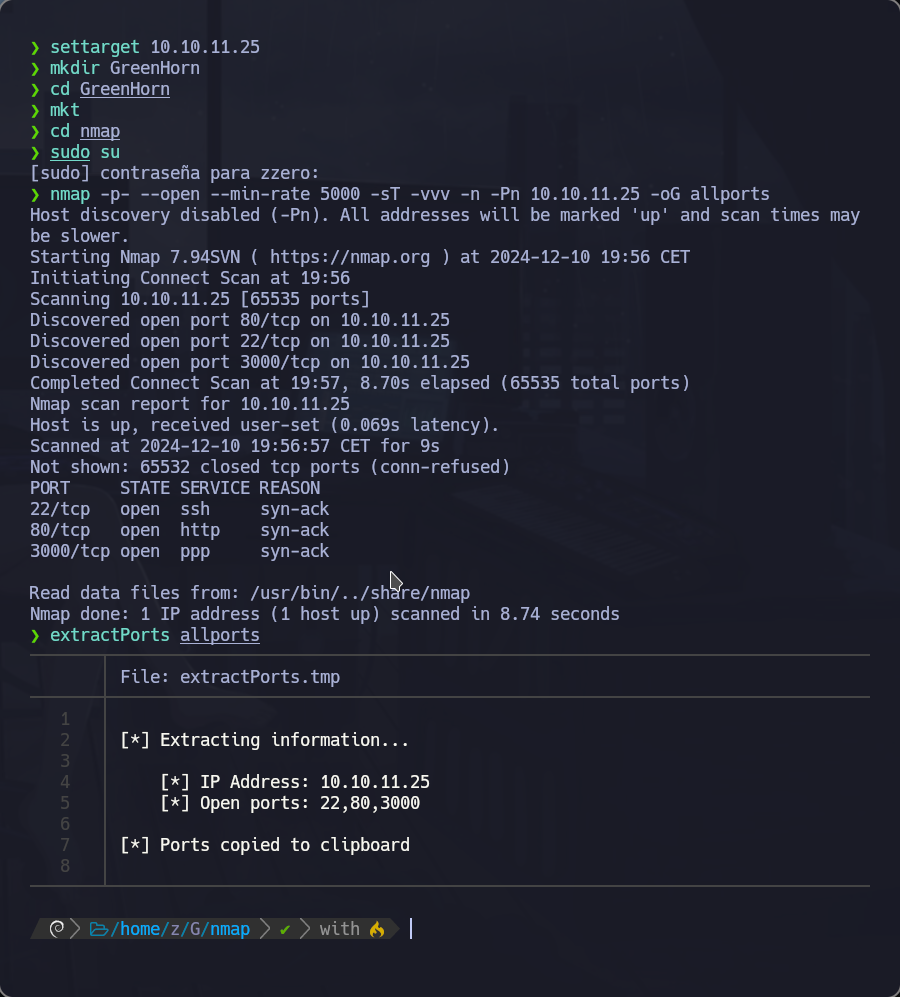 ❯ settarget 10.10.11.25
❯ mkdir GreenHorn
❯ cd GreenHorn
❯ mkt
❯ cd nmap
❯ sudo su
[sudo] contraseña para zzero:
❯ nmap -p- --open --min-rate 5000 -sT -vvv -n -Pn 10.10.11.25 -oG allports
Host discovery disabled (-Pn). All addresses will be marked 'up' and scan times may
be slower.
Starting Nmap 7.94SVN ( https://nmap.org ) at 2024-12-10 19:56 CET
Initiating Connect Scan at 19:56
Scanning 10.10.11.25 [65535 ports]
Discovered open port 80/tcp on 10.10.11.25
Discovered open port 22/tcp on 10.10.11.25
Discovered open port 3000/tcp on 10.10.11.25
Completed Connect Scan at 19:57, 8.70s elapsed (65535 total ports)
Nmap scan report for 10.10.11.25
Host is up, received user-set (0.069s latency).
Scanned at 2024-12-10 19:56:57 CET for 9s
Not shown: 65532 closed tcp ports (conn-refused)
PORT     STATE SERVICE REASON
22/tcp   open  ssh     syn-ack
80/tcp   open  http    syn-ack
3000/tcp open  ppp     syn-ack
Read data files from: /usr/bin/../share/nmap
Nmap done: 1 IP address (1 host up) scanned in 8.74 seconds
❯ extractPorts allports
File: extractPorts.tmp
1
2 [*] Extracting information...
3
4 [*] IP Address: 10.10.11.25
5 [*] Open ports: 22,80,3000
6
7 [*] Ports copied to clipboard
8
/home/z/G/nmap ✔ with 🔥